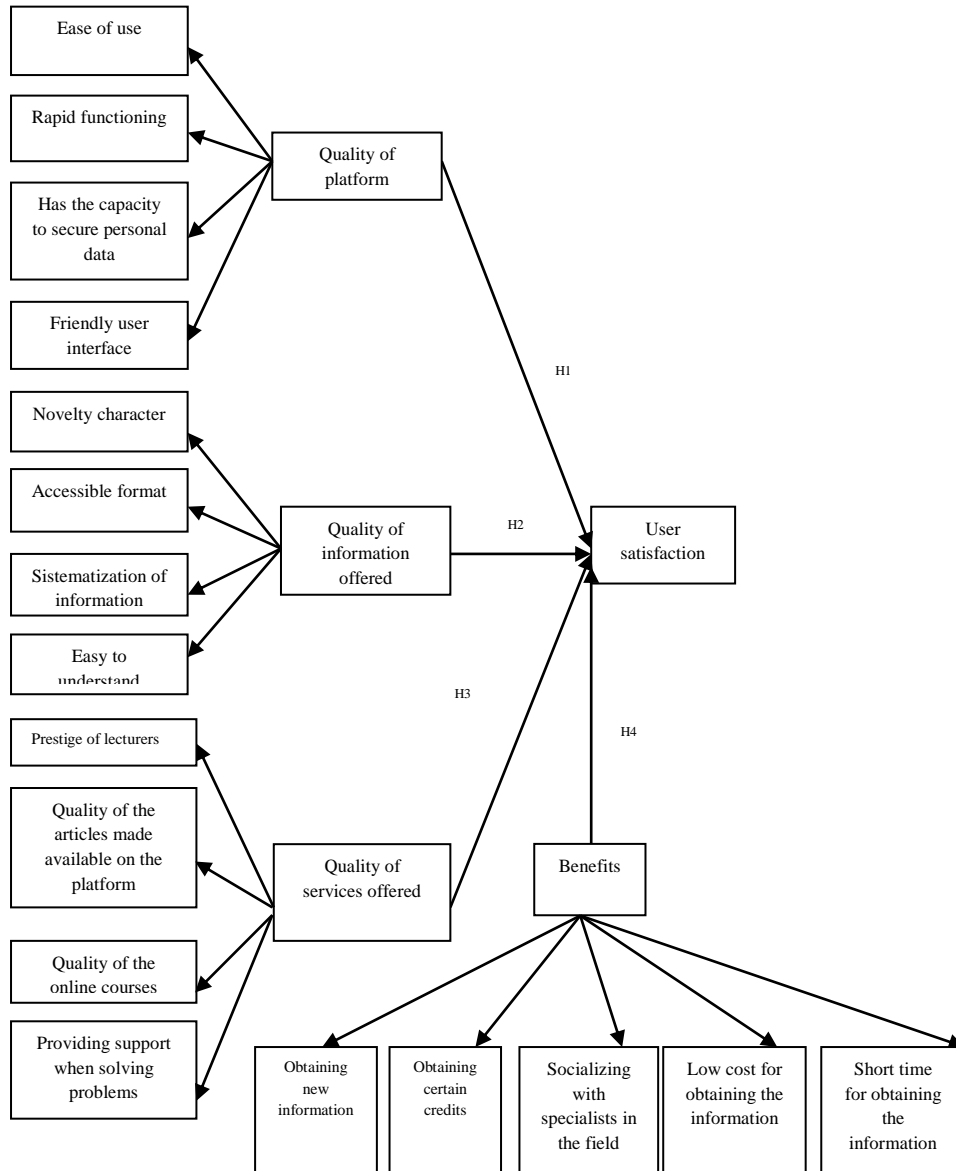 Ease of use
Rapid functioning
Has the capacity
to secure personal
data
Friendly user
interface
Quality of
platform
H1
Novelty character
Accessible format
Sistematization of
information
Easy to
understand
Quality of
information
offered
H2
User
satisfaction
Prestige of lecturers
Quality of the
articles made
available on the
platform
Quality of the
online courses
Providing support
when solving
problems
Quality of
services offered
H3
H4
Benefits
Obtaining
new
information
Obtaining
certain
credits
Socializing
with
specialists in
the field
Low cost for
obtaining the
information
Short time
for obtaining
the
information